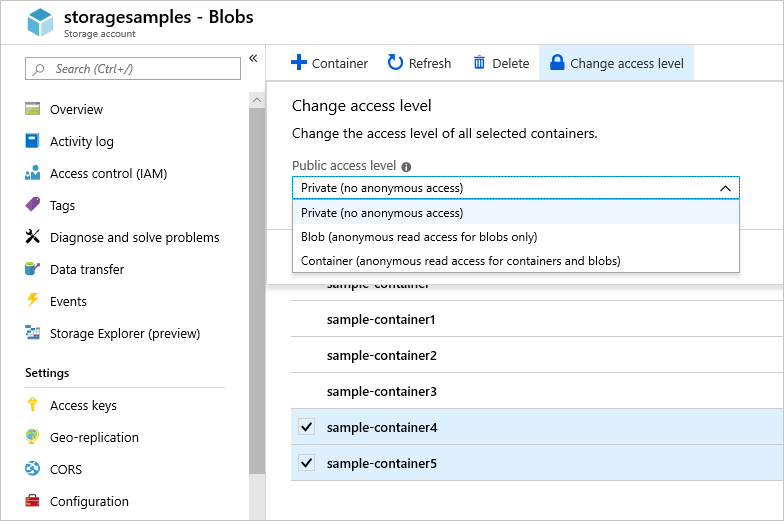 storagesamples - Blobs
Storage account
«
Search (Ctrl+/)
Overview
Activity log
Access control (IAM)
Tags
Diagnose and solve problems
Data transfer
Events
Storage Explorer (preview)
Settings
Access keys
Geo-replication
CORS
Configuration
Container
Refresh
Delete
Change access level
Change access level
Change the access level of all selected containers.
Public access level
Private (no anonymous access)
Private (no anonymous access)
Blob (anonymous read access for blobs only)
Container (anonymous read access for containers and blobs)
sample-container
sample-container1
sample-container2
sample-container3
sample-container4
sample-container5